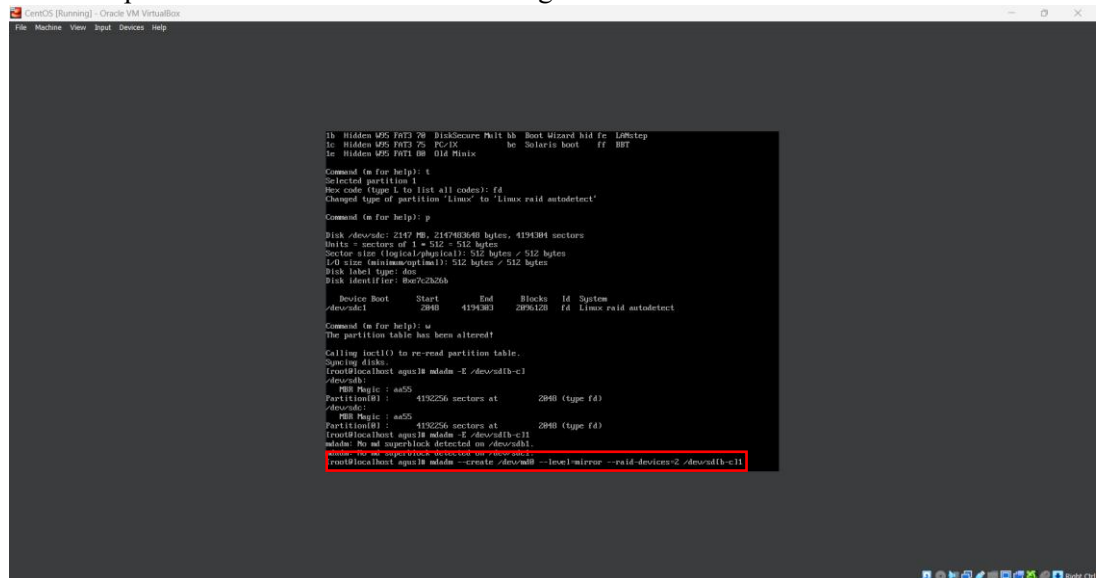 CentOS [Running] - Oracle VM VirtualBox
File Machine View Input Devices Help
1b Hidden W95 FAT3 70 DiskSecure Mult bb Boot Wizard hid fe LANstep
1c Hidden W95 FAT3 75 PC/IX be Solaris boot ff BBT
1e Hidden W95 FAT1 80 Old Minix
Command (m for help): t
Selected partition 1
Hex code (type L to list all codes): fd
Changed type of partition 'Linux' to 'Linux raid autodetect'
Command (m for help): p
Disk /dev/sdc: 2147 MB, 2147483648 bytes, 4194304 sectors
Units = sectors of 1 * 512 = 512 bytes
Sector size (logical/physical): 512 bytes / 512 bytes
I/O size (minimum/optimal): 512 bytes / 512 bytes
Disk label type: dos
Disk identifier: 0xe7c2b26b
Device Boot Start End Blocks Id System
/dev/sdc1 2048 4194303 2096128 fd Linux raid autodetect
Command (m for help): w
The partition table has been altered!
Calling ioctl() to re-read partition table.
Syncing disks.
[root@localhost agus]# mdadm -E /dev/sd[b-c]
/dev/sdb:
MBR Magic : aa55
Partition[0] : 4192256 sectors at 2048 (type fd)
/dev/sdc:
MBR Magic : aa55
Partition[0] : 4192256 sectors at 2048 (type fd)
[root@localhost agus]# mdadm -E /dev/sd[b-c]1
mdadm: No md superblock detected on /dev/sdb1.
mdadm: No md superblock detected on /dev/sdc1.
[root@localhost agus]# mdadm --create /dev/md0 --level=mirror --raid-devices=2 /dev/sd[b-c]1
Right Ctrl